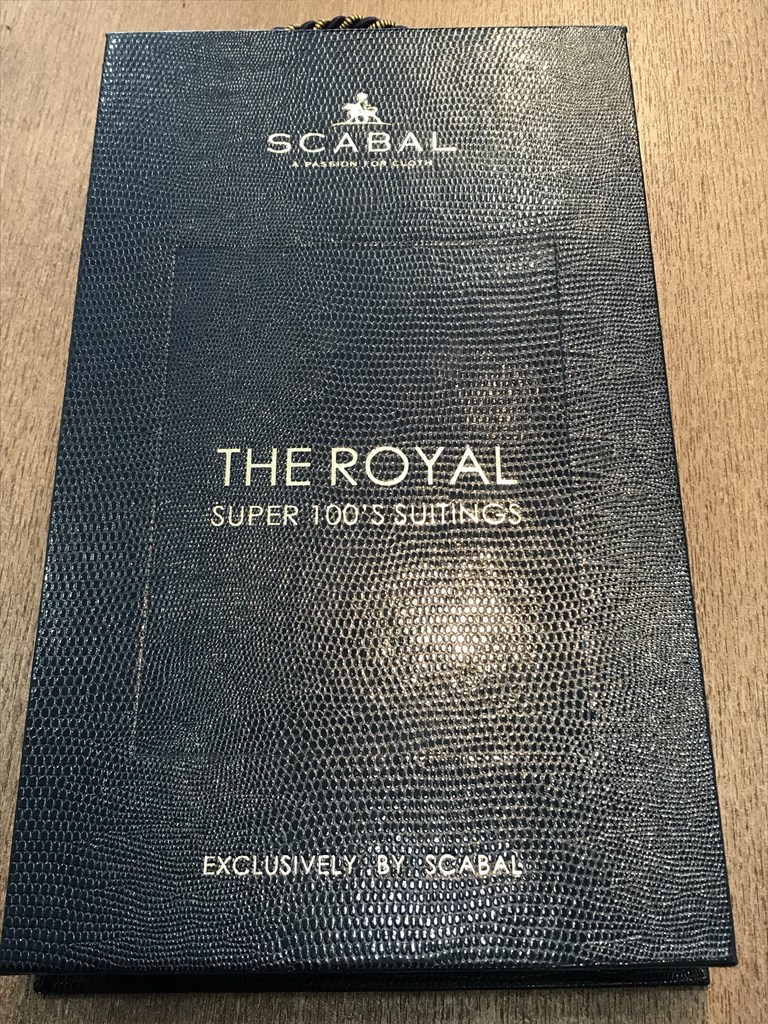 SCABAL
A PASSION FOR CLOTH
THE ROYAL
SUPER 100'S SUITINGS
EXCLUSIVELY BY SCABAL